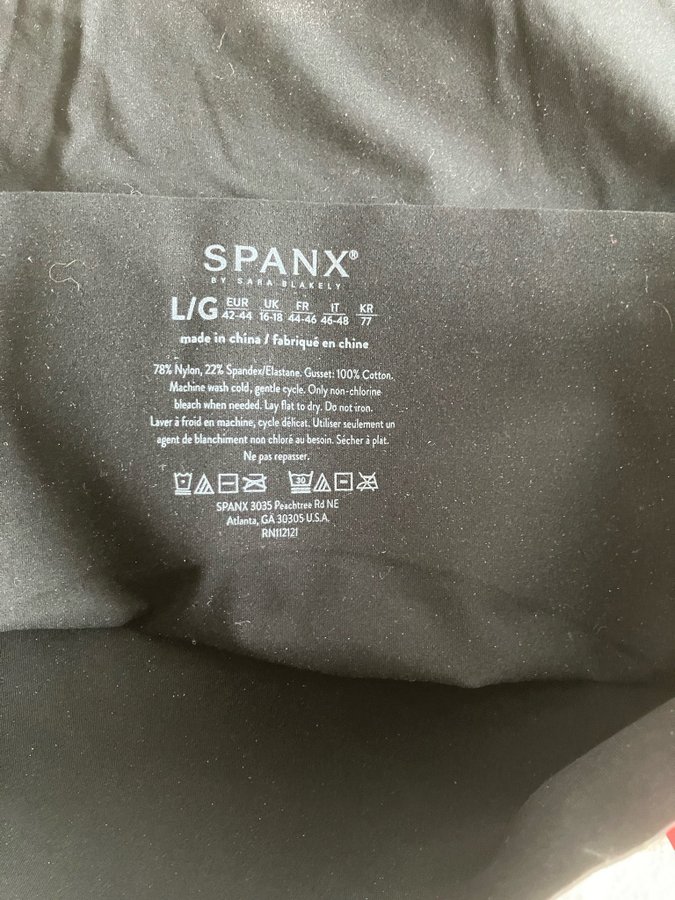 SPANX®
BY SARA BLAKELY
L/G EUR 42-44 UK 16-18 FR 44-46 IT 46-48 KR 77
made in china / fabriqué en chine
78% Nylon, 22% Spandex/Elastane. Gusset: 100% Cotton.
Machine wash cold, gentle cycle. Only non-chlorine
bleach when needed. Lay flat to dry. Do not iron.
Laver à froid en machine, cycle délicat. Utiliser seulement un
agent de blanchiment non chloré au besoin. Sécher à plat.
Ne pas repasser.
30
SPANX 3035 Peachtree Rd NE
Atlanta, GA 30305 U.S.A.
RN112121